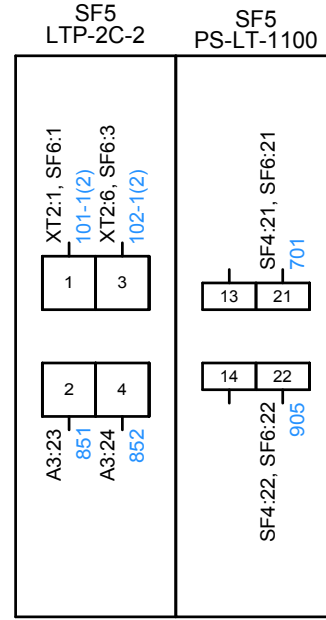 SF5
LTP-2C-2
SF5
PS-LT-1100
XT2:1, SF6:1
101-1(2)
XT2:6, SF6:3
102-1(2)
1
3
2
4
A3:23
851
A3:24
852
SF4:21, SF6:21
701
13
21
14
22
SF4:22, SF6:22
905